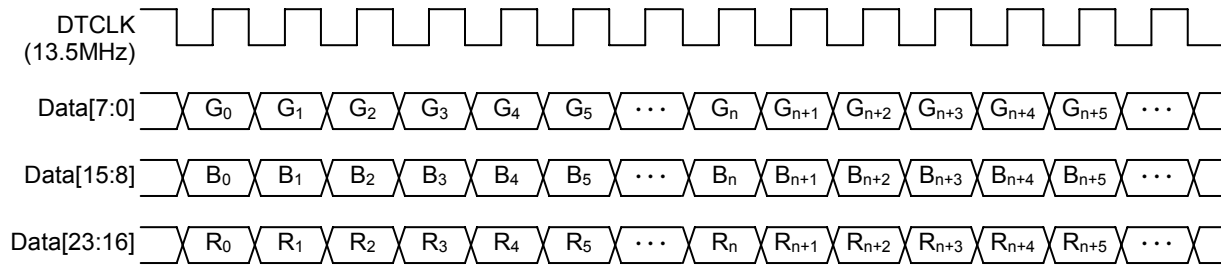 DTCLK
(13.5MHz)
Data[7:0] G₀ G₁ G₂ G₃ G₄ G₅ ··· Gₙ Gₙ₊₁ Gₙ₊₂ Gₙ₊₃ Gₙ₊₄ Gₙ₊₅ ···
Data[15:8] B₀ B₁ B₂ B₃ B₄ B₅ ··· Bₙ Bₙ₊₁ Bₙ₊₂ Bₙ₊₃ Bₙ₊₄ Bₙ₊₅ ···
Data[23:16] R₀ R₁ R₂ R₃ R₄ R₅ ··· Rₙ Rₙ₊₁ Rₙ₊₂ Rₙ₊₃ Rₙ₊₄ Rₙ₊₅ ···